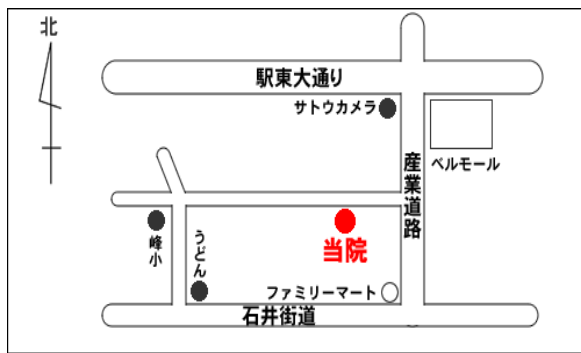 北
駅東大通り
サトウカメラ
ベルモール
産業道路
峰小
うどん
当院
ファミリーマート
石井街道